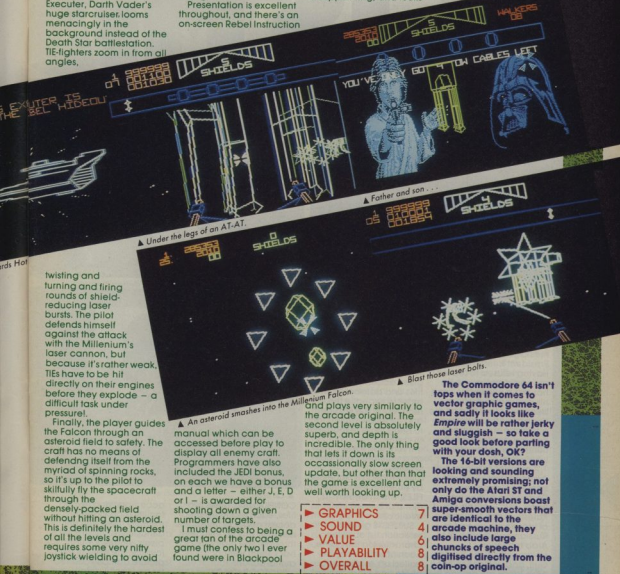 Executer, Darth Vader's
huge starcruiser looms
menacingly in the
background instead of the
Death Star battlestation.
TIE-fighters zoom in from all
angles,
Presentation is excellent
throughout, and there's an
on-screen Rebel Instruction
5
SHIELDS
999999
001100
001030
EXUTER IS
HIDEOU
5
SHIELDS
WALKERS
08
YOU'VE ONLY GOT TOW CABLES LEFT
▲ Under the legs of an AT-AT.
▲ Father and son . . .
0
SHIELDS
4
SHIELDS
999999
▲ An asteroid smashes into the Millenium Falcon.
▲ Blast those laser bolts.
twisting and
turning and firing
rounds of shield-
reducing laser
bursts. The pilot
defends himself
against the attack
with the Millenium's
laser cannon, but
because it's rather weak,
TIEs have to be hit
directly on their engines
before they explode – a
difficult task under
pressure!
Finally, the player guides
the Falcon through an
asteroid field to safety. The
craft has no means of
defendng itself from the
myriad of spinning rocks,
so it's up to the pilot to
skilfully fly the spacecraft
through the
densely-packed field
without hitting an asteroid.
This is definitely the hardest
of all the levels and
requires some very nifty
joystick wielding to avoid
manual which can be
accessed before play to
display all enemy craft.
Programmers have also
included the JEDI bonus,
on each we have a bonus
and a letter – either J, E, D
or I – is awarded for
shooting down a given
number of targets.
I must confess to being a
great fan of the arcade
game (the only two I ever
found were in Blackpool
and plays very similarly to
the arcade original. The
second level is absolutely
superb, and depth is
incredible. The only thing
that lets it down is its
occasionally slow screen
update, but other than that
the game is excellent and
well worth looking up.
► GRAPHICS 7
► SOUND 4
► VALUE 6
► PLAYABILITY 8
► OVERALL 8
The Commodore 64 isn't
tops when it comes to
vector graphic games,
and sadly it looks like
Empire will be rather jerky
and sluggish – so take a
good look before parting
with your dosh, OK?
The 16-bit versions are
looking and sounding
extremely promising; not
only do the Atari ST and
Amiga conversions boast
super-smooth vectors that
are identical to the
arcade machine, they
also include large
chuncks of speech
digitised directly from the
coin-op original.